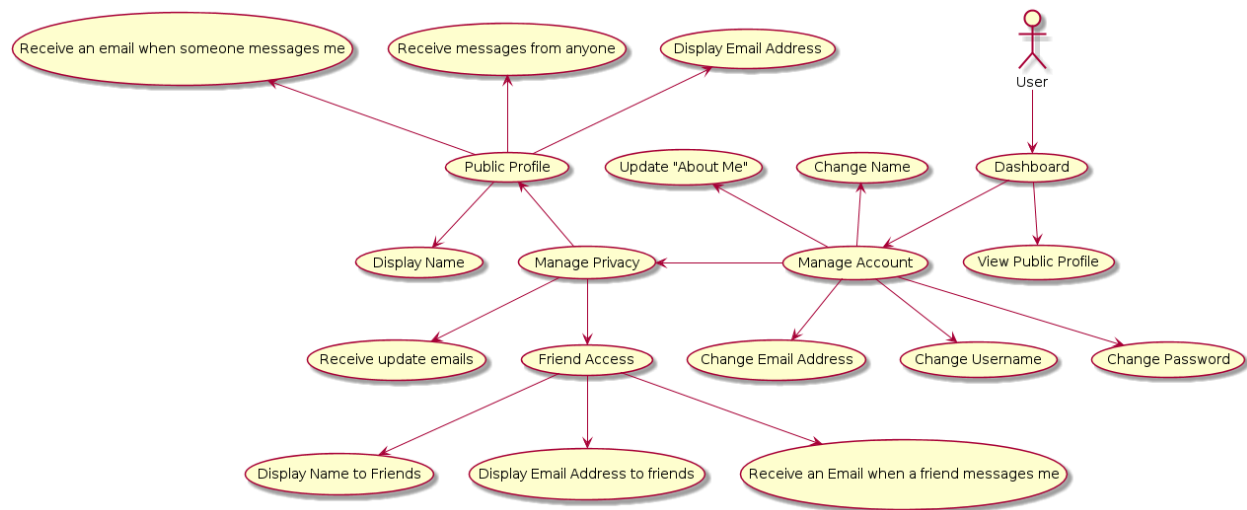 Receive an email when someone messages me
Receive messages from anyone
Display Email Address
User
Public Profile
Update "About Me"
Change Name
Dashboard
Display Name
Manage Privacy
Manage Account
View Public Profile
Receive update emails
Friend Access
Change Email Address
Change Username
Change Password
Display Name to Friends
Display Email Address to friends
Receive an Email when a friend messages me